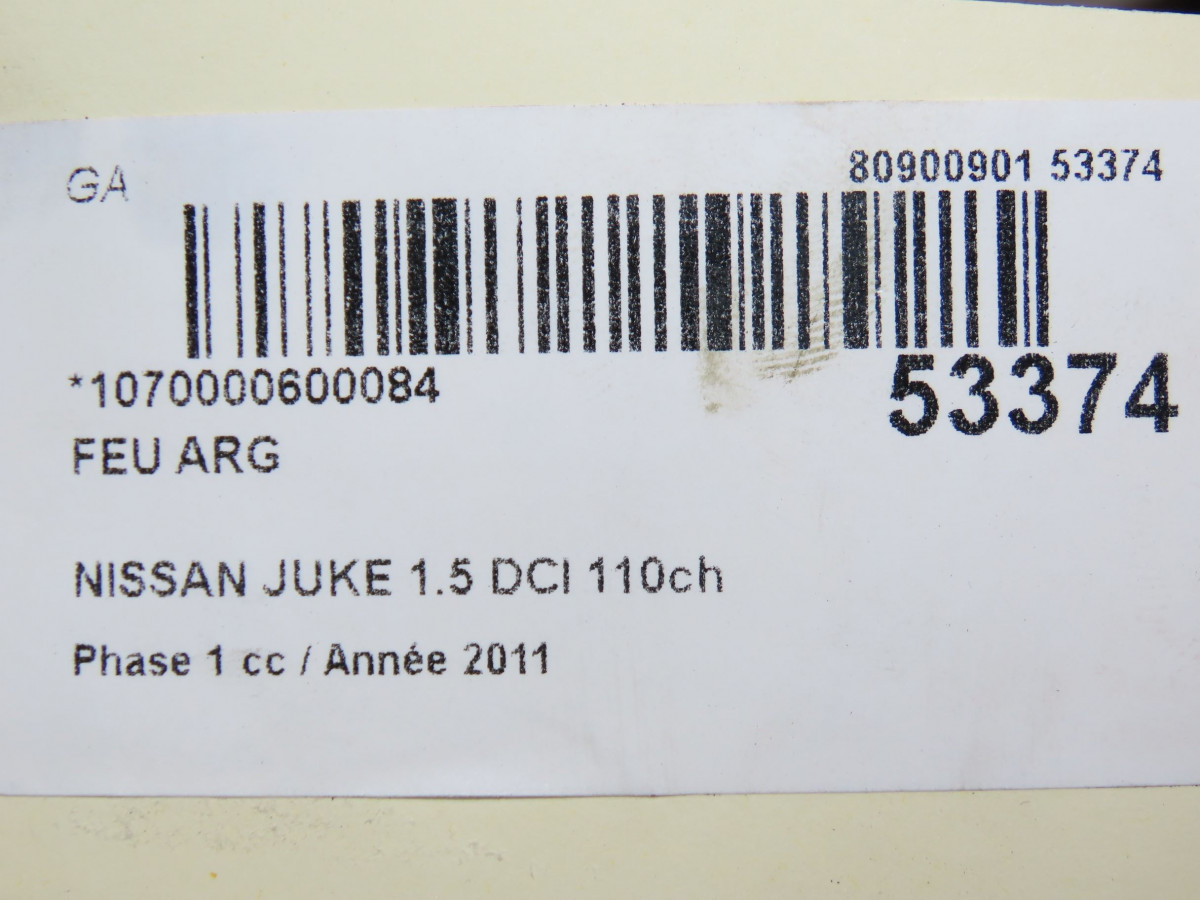 GA
80900901 53374
*1070000600084
53374
FEU ARG
NISSAN JUKE 1.5 DCI 110ch
Phase 1 cc / Année 2011